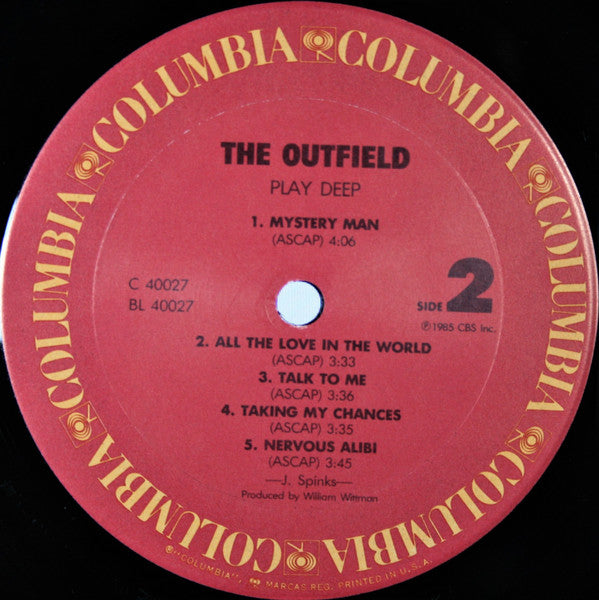 COLUMBIA COLUMBIA COLUMBIA COLUMBIA COLUMBIA COLUMBIA COLUMBIA COLUMBIA
THE OUTFIELD
PLAY DEEP
1. MYSTERY MAN
(ASCAP) 4:06
C 40027
BL 40027
SIDE 2
℗1985 CBS Inc.
2. ALL THE LOVE IN THE WORLD
(ASCAP) 3:33
3. TALK TO ME
(ASCAP) 3:36
4. TAKING MY CHANCES
(ASCAP) 3:35
5. NERVOUS ALIBI
(ASCAP) 3:45
—J. Spinks—
Produced by William Wittman
"COLUMBIA", MARCAS REG. PRINTED IN U.S.A.